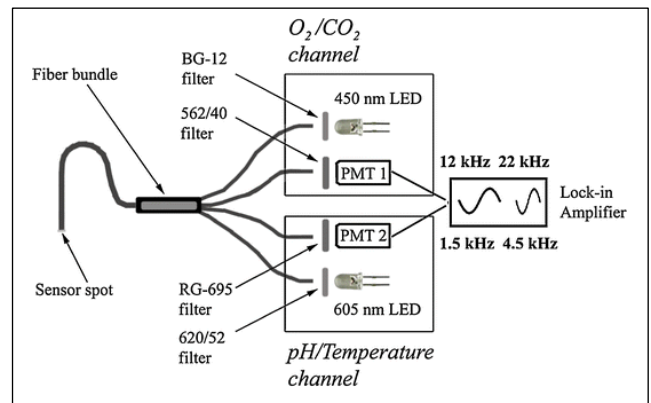 O₂/CO₂
channel
BG-12
filter
Fiber bundle
450 nm LED
562/40
filter
PMT 1
12 kHz 22 kHz
Lock-in
Amplifier
1.5 kHz 4.5 kHz
PMT 2
Sensor spot
RG-695
filter
605 nm LED
620/52
filter
pH/Temperature
channel